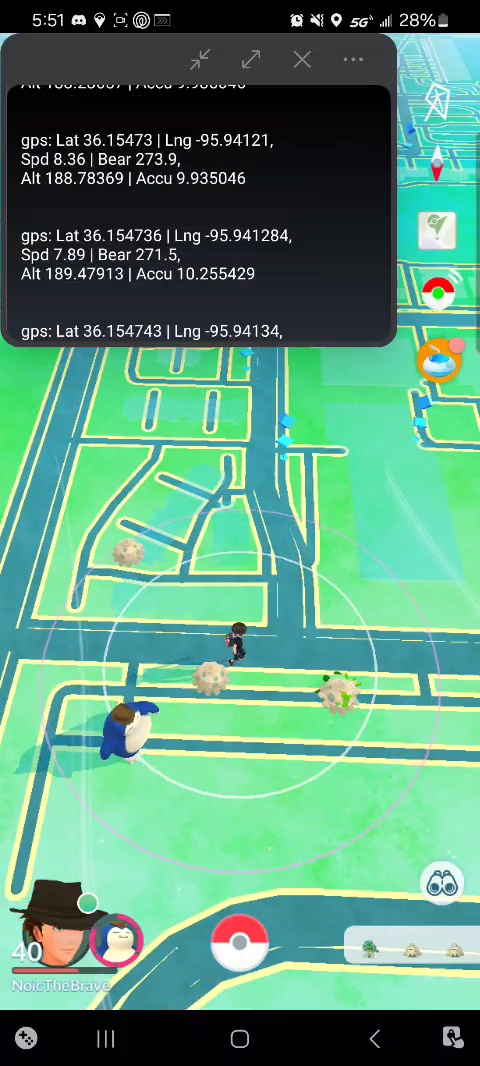 5:51
5G
28%
gps: Lat 36.15473 | Lng -95.94121,
Spd 8.36 | Bear 273.9,
Alt 188.78369 | Accu 9.935046
gps: Lat 36.154736 | Lng -95.941284,
Spd 7.89 | Bear 271.5,
Alt 189.47913 | Accu 10.255429
gps: Lat 36.154743 | Lng -95.94134,
40
NoicTheBrave